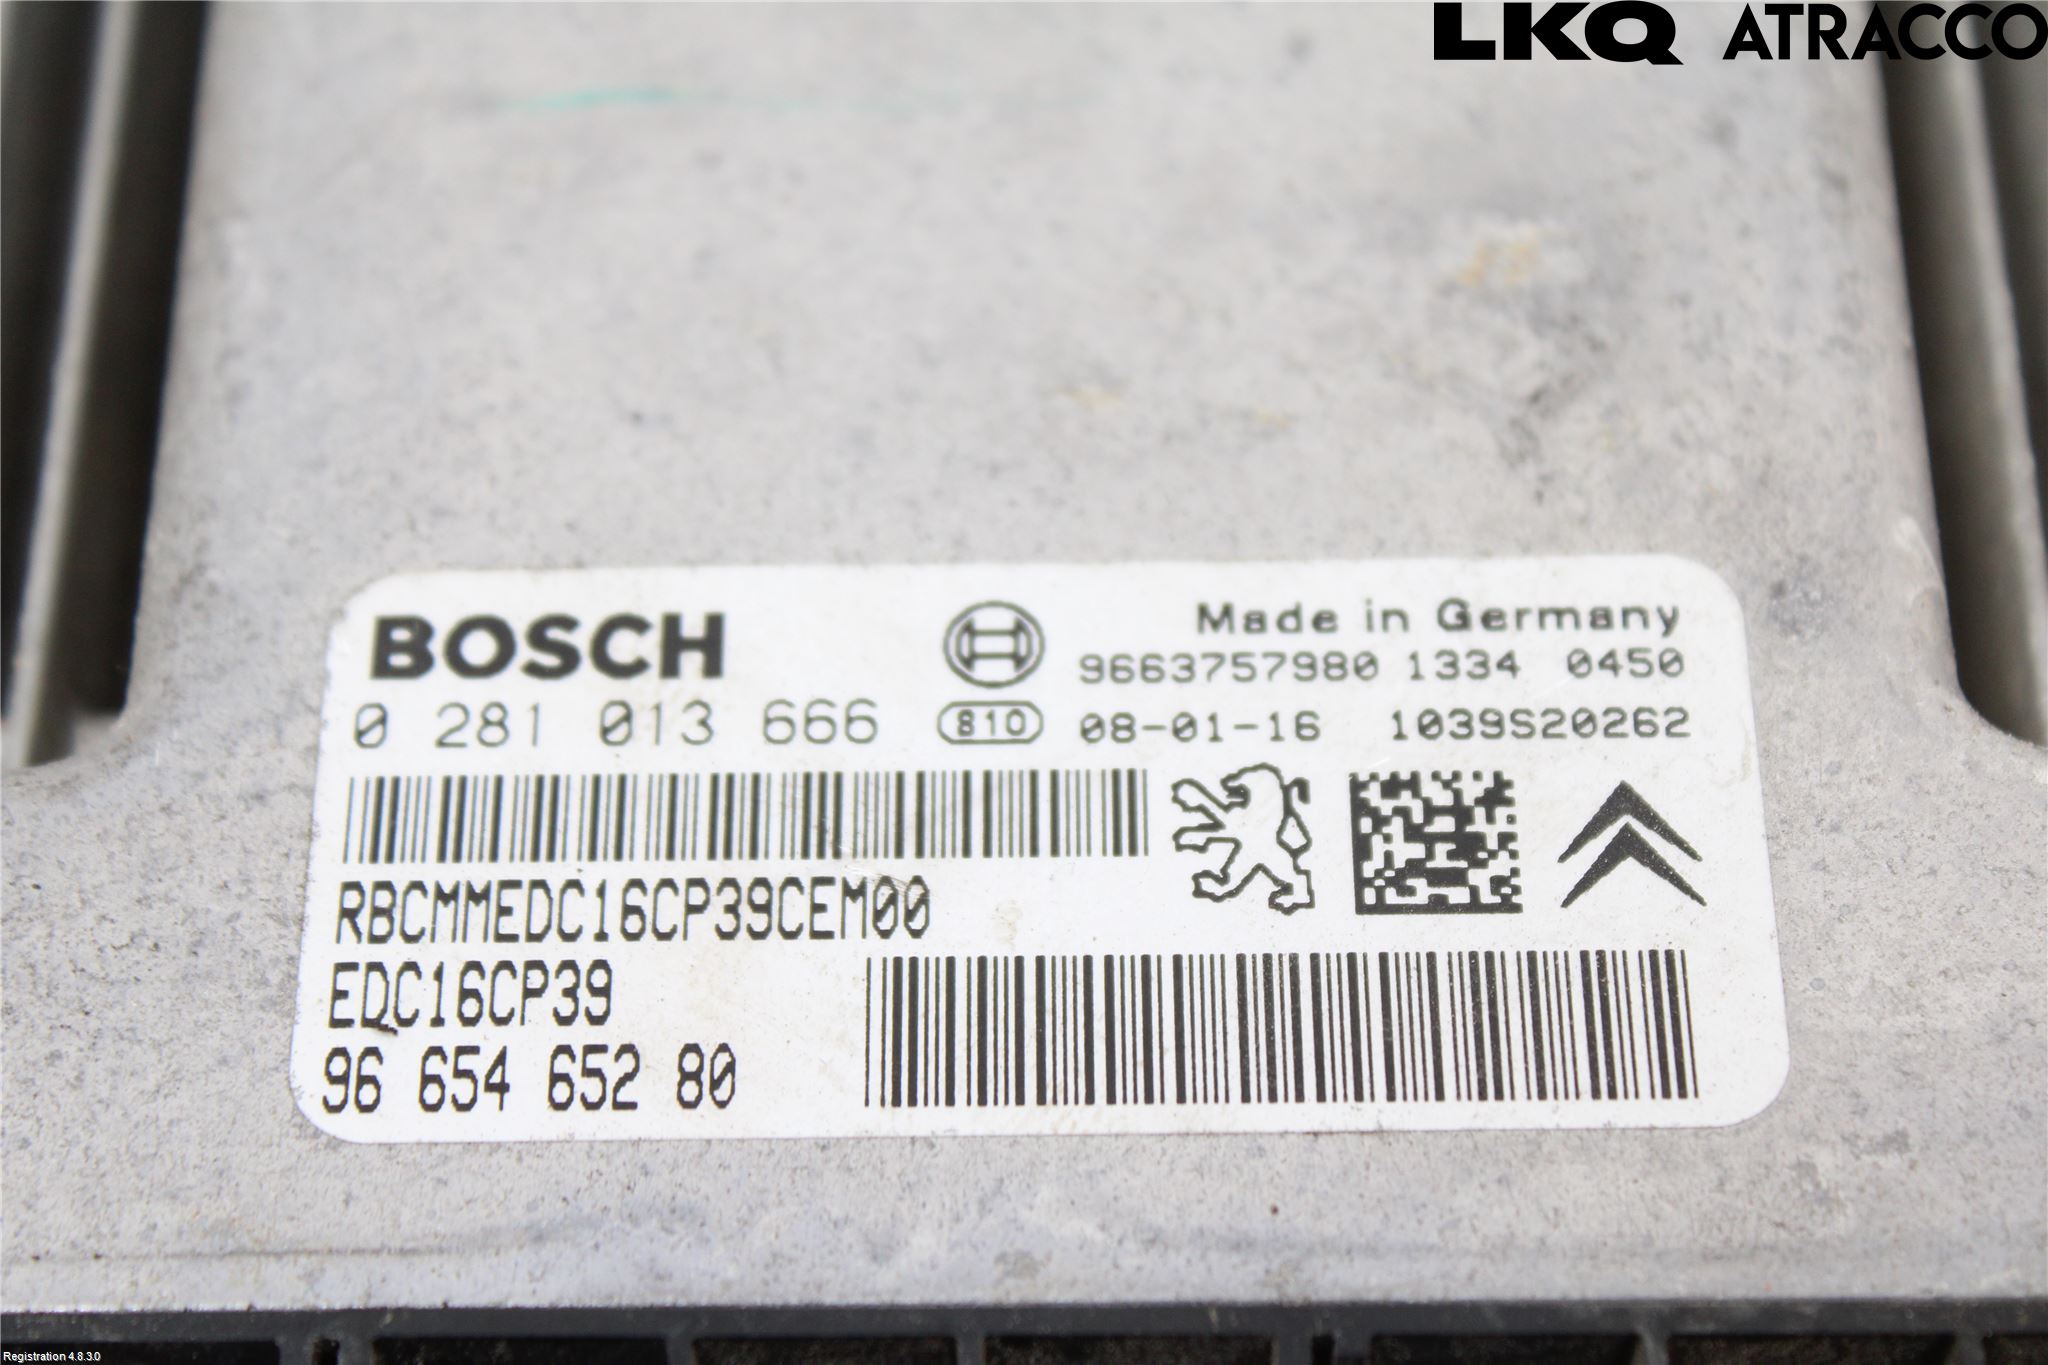 LKQ ATRACCO
BOSCH
Made in Germany
9663757980 1334 0450
0 281 013 666
810
08-01-16 1039S20262
RBCMMEDC16CP39CEM00
EDC16CP39
96 654 652 80
Registration 4.8.3.0